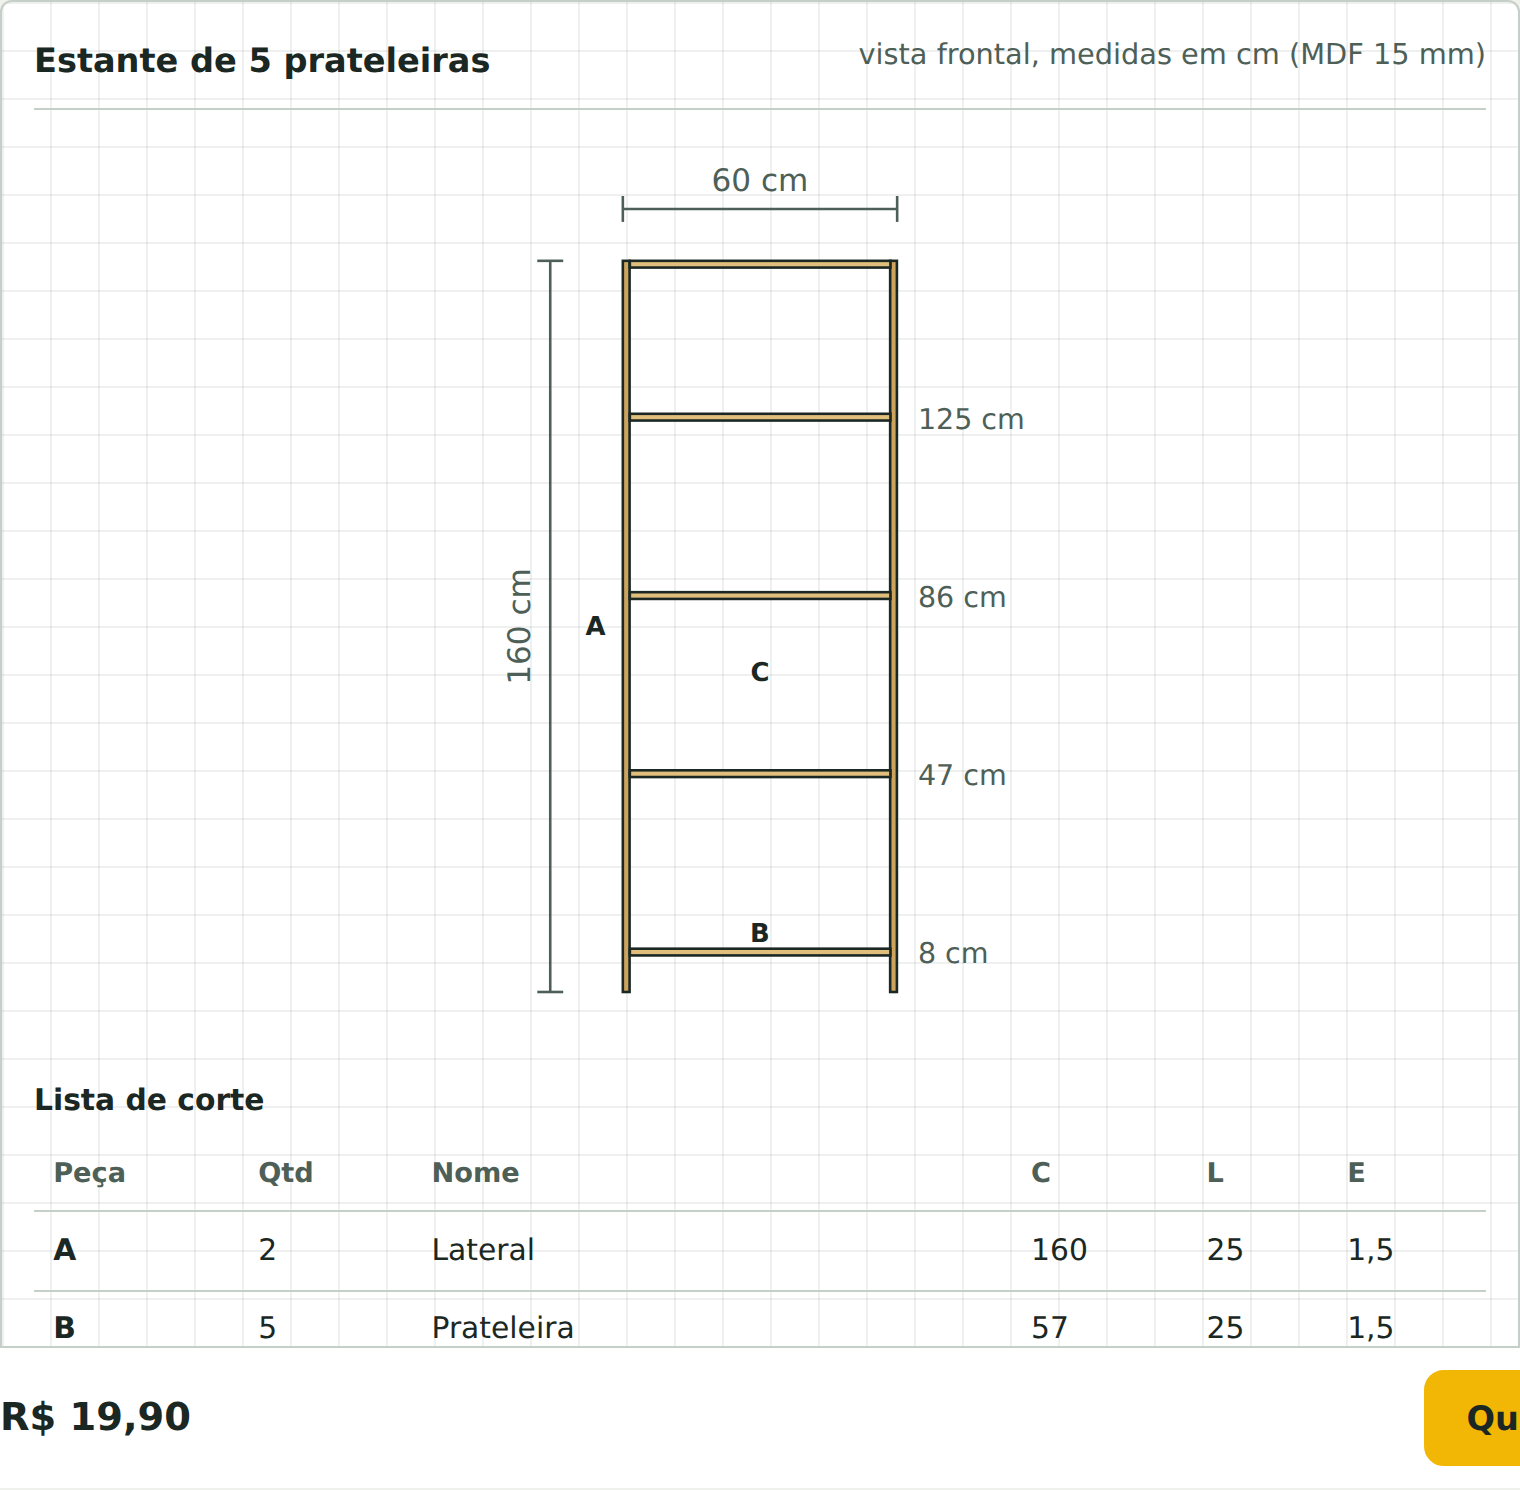 Estante de 5 prateleiras
vista frontal, medidas em cm (MDF 15 mm)
60 cm
125 cm
86 cm
160 cm
A
C
47 cm
B
8 cm
Lista de corte
Peça Qtd Nome C L E
A 2 Lateral 160 25 1,5
B 5 Prateleira 57 25 1,5
R$ 19,90
Qu